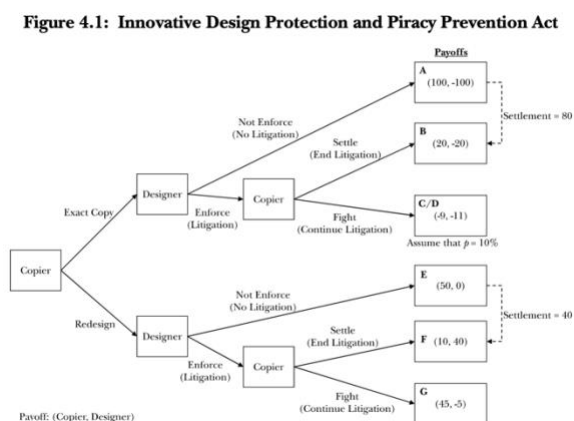 Figure 4.1: Innovative Design Protection and Piracy Prevention Act
Payoffs
A
(100, -100)
Not Enforce
(No Litigation)
Settlement = 80
Settle
(End Litigation)
B
(20, -20)
Designer
Copier
Exact Copy
Enforce
(Litigation)
Fight
(Continue Litigation)
C/D
(-9, -11)
Assume that p = 10%
Copier
Redesign
E
(50, 0)
Not Enforce
(No Litigation)
Settlement = 40
Designer
Settle
(End Litigation)
F (10, 40)
Enforce
(Litigation)
Copier
Fight
(Continue Litigation)
G
(45, -5)
Payoff: (Copier, Designer)